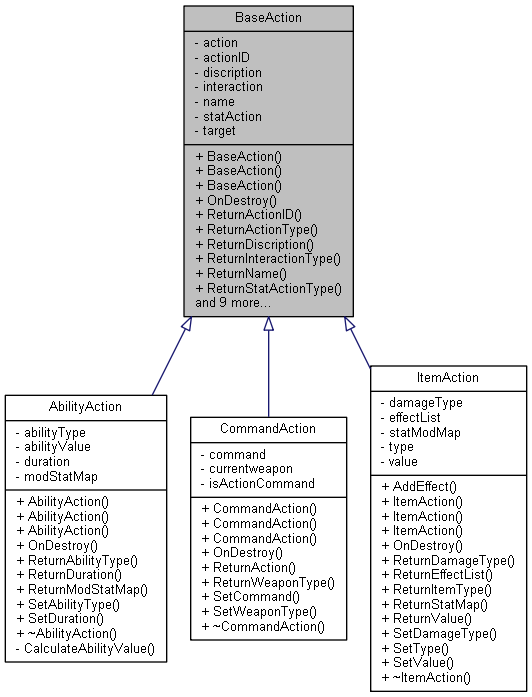 BaseAction
- action
- actionID
- discription
- interaction
- name
- statAction
- target
+ BaseAction()
+ BaseAction()
+ BaseAction()
+ OnDestroy()
+ ReturnActionID()
+ ReturnActionType()
+ ReturnDiscription()
+ ReturnInteractionType()
+ ReturnName()
+ ReturnStatActionType()
and 9 more...
AbilityAction
- abilityType
- abilityValue
- duration
- modStatMap
+ AbilityAction()
+ AbilityAction()
+ AbilityAction()
+ OnDestroy()
+ ReturnAbilityType()
+ ReturnDuration()
+ ReturnModStatMap()
+ SetAbilityType()
+ SetDuration()
+ ~AbilityAction()
- CalculateAbilityValue()
CommandAction
- command
- currentweapon
- isActionCommand
+ CommandAction()
+ CommandAction()
+ CommandAction()
+ OnDestroy()
+ ReturnAction()
+ ReturnWeaponType()
+ SetCommand()
+ SetWeaponType()
+ ~CommandAction()
ItemAction
- damageType
- effectList
- statModMap
- type
- value
+ AddEffect()
+ ItemAction()
+ ItemAction()
+ ItemAction()
+ OnDestroy()
+ ReturnDamageType()
+ ReturnEffectList()
+ ReturnItemType()
+ ReturnStatMap()
+ ReturnValue()
+ SetDamageType()
+ SetType()
+ SetValue()
+ ~ItemAction()